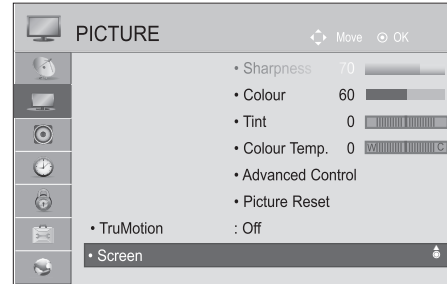 PICTURE Move OK
• Sharpness 70
• Colour 60
• Tint 0
• Colour Temp. 0 W C
• Advanced Control
• Picture Reset
• TruMotion : Off
• Screen